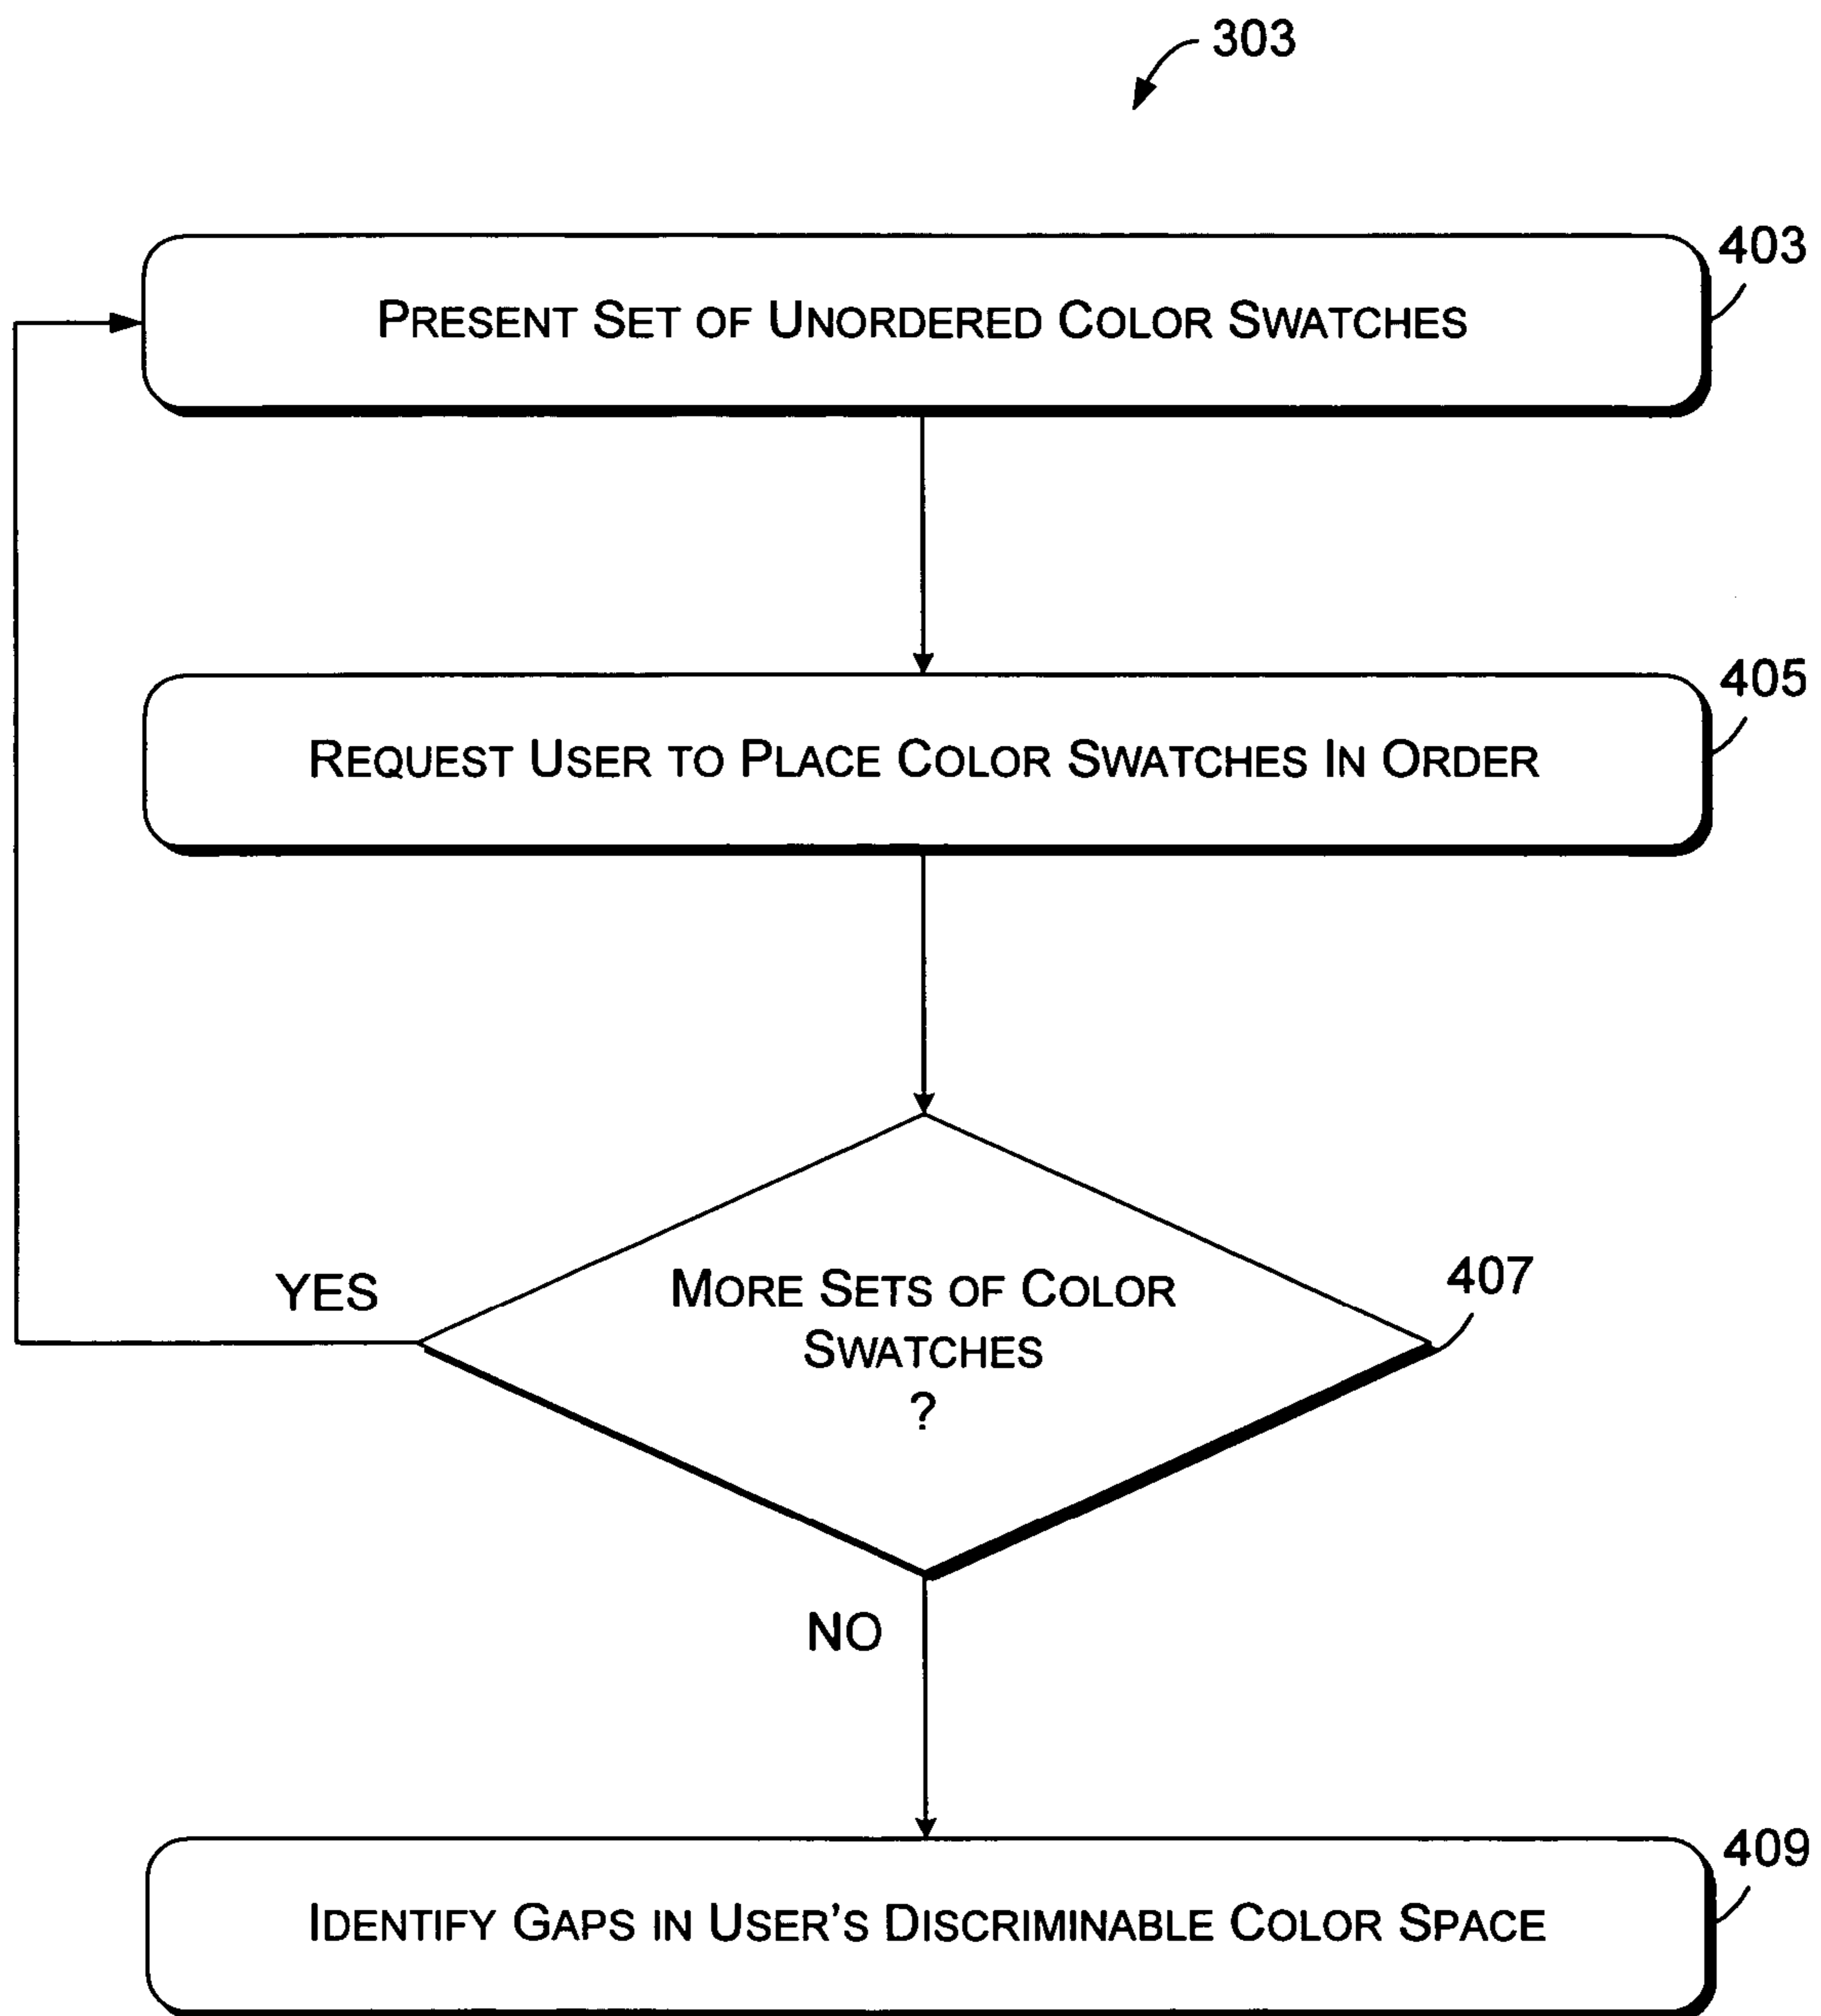 303
403
PRESENT SET OF UNORDERED COLOR SWATCHES
405
REQUEST USER TO PLACE COLOR SWATCHES IN ORDER
407
YES
MORE SETS OF COLOR
SWATCHES
?
NO
409
IDENTIFY GAPS IN USER'S DISCRIMINABLE COLOR SPACE